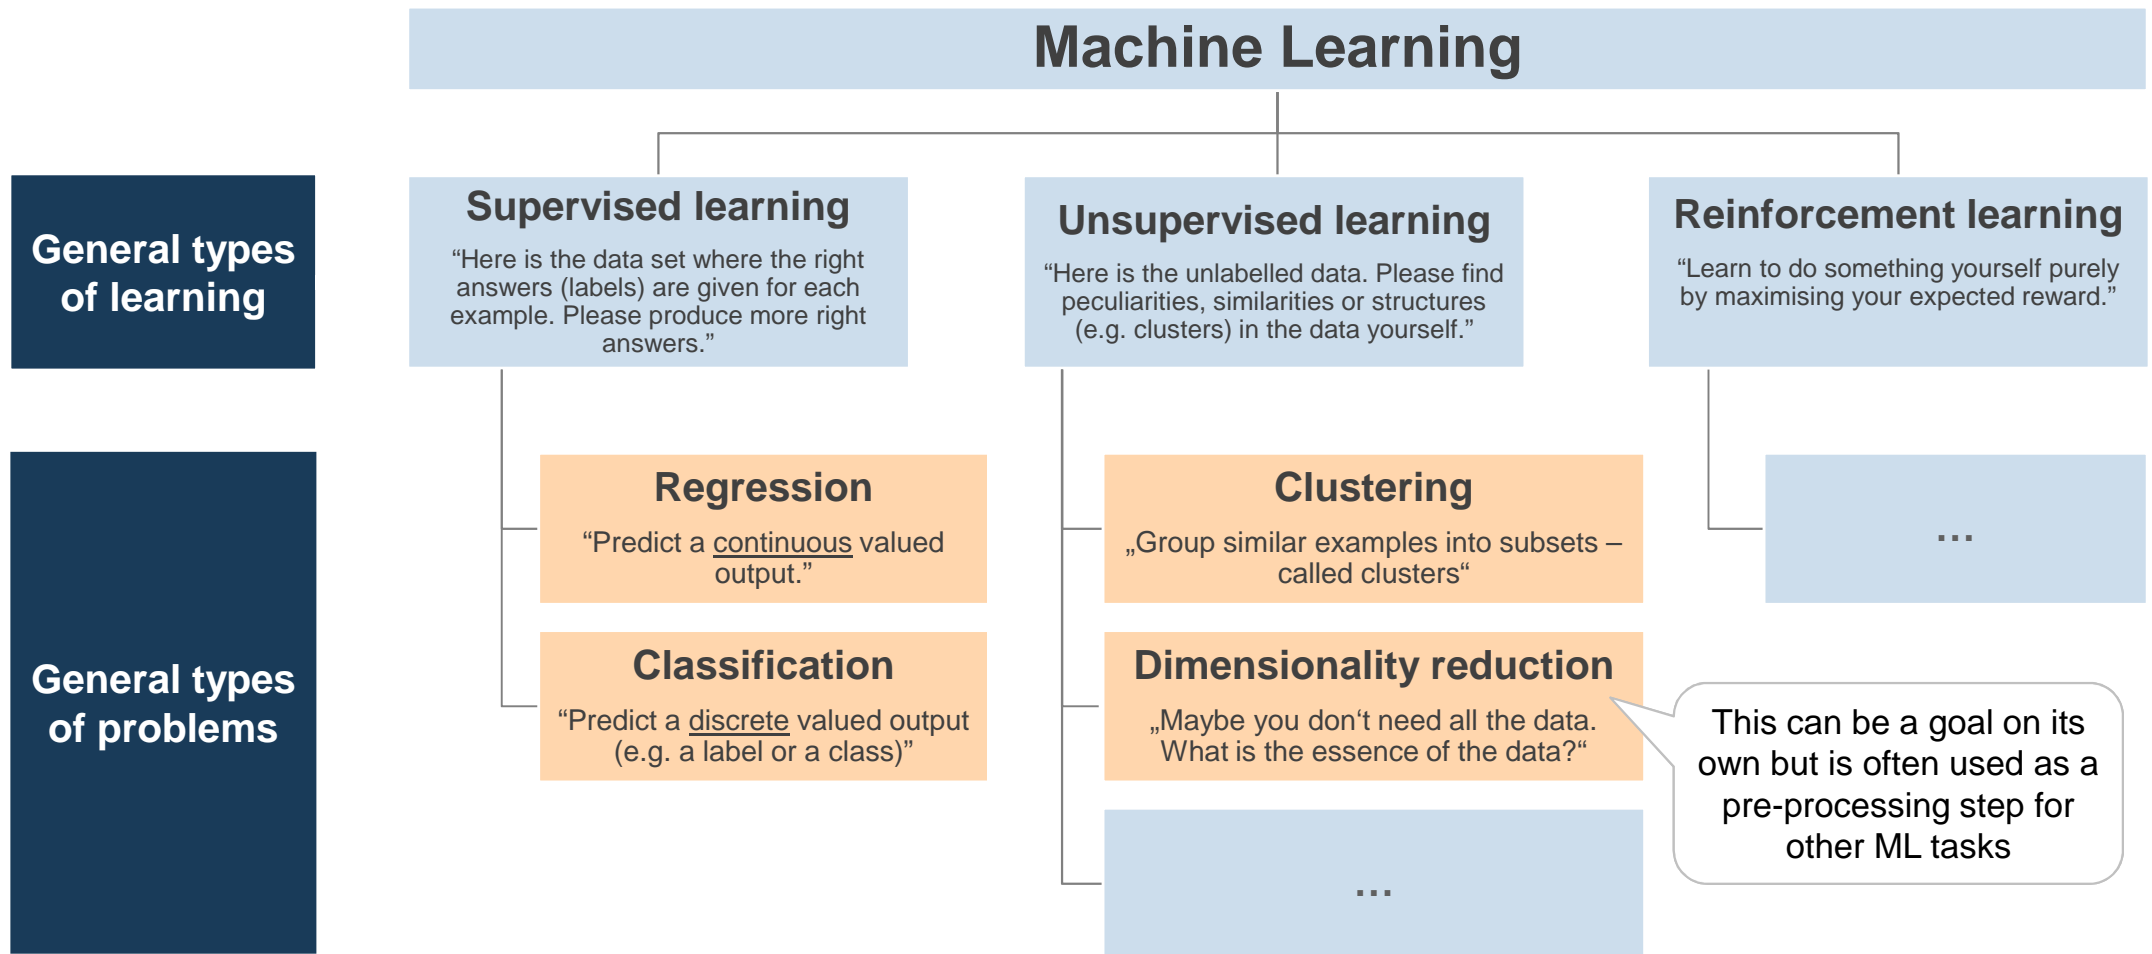 Machine Learning
General types
of learning
Supervised learning
“Here is the data set where the right
answers (labels) are given for each
example. Please produce more right
answers.”
Unsupervised learning
“Here is the unlabelled data. Please find
peculiarities, similarities or structures
(e.g. clusters) in the data yourself.”
Reinforcement learning
“Learn to do something yourself purely
by maximising your expected reward.”
General types
of problems
Regression
“Predict a continuous valued
output.”
Classification
“Predict a discrete valued output
(e.g. a label or a class)”
Clustering
„Group similar examples into subsets –
called clusters“
Dimensionality reduction
„Maybe you don‘t need all the data.
What is the essence of the data?“
…
…
This can be a goal on its
own but is often used as a
pre-processing step for
other ML tasks